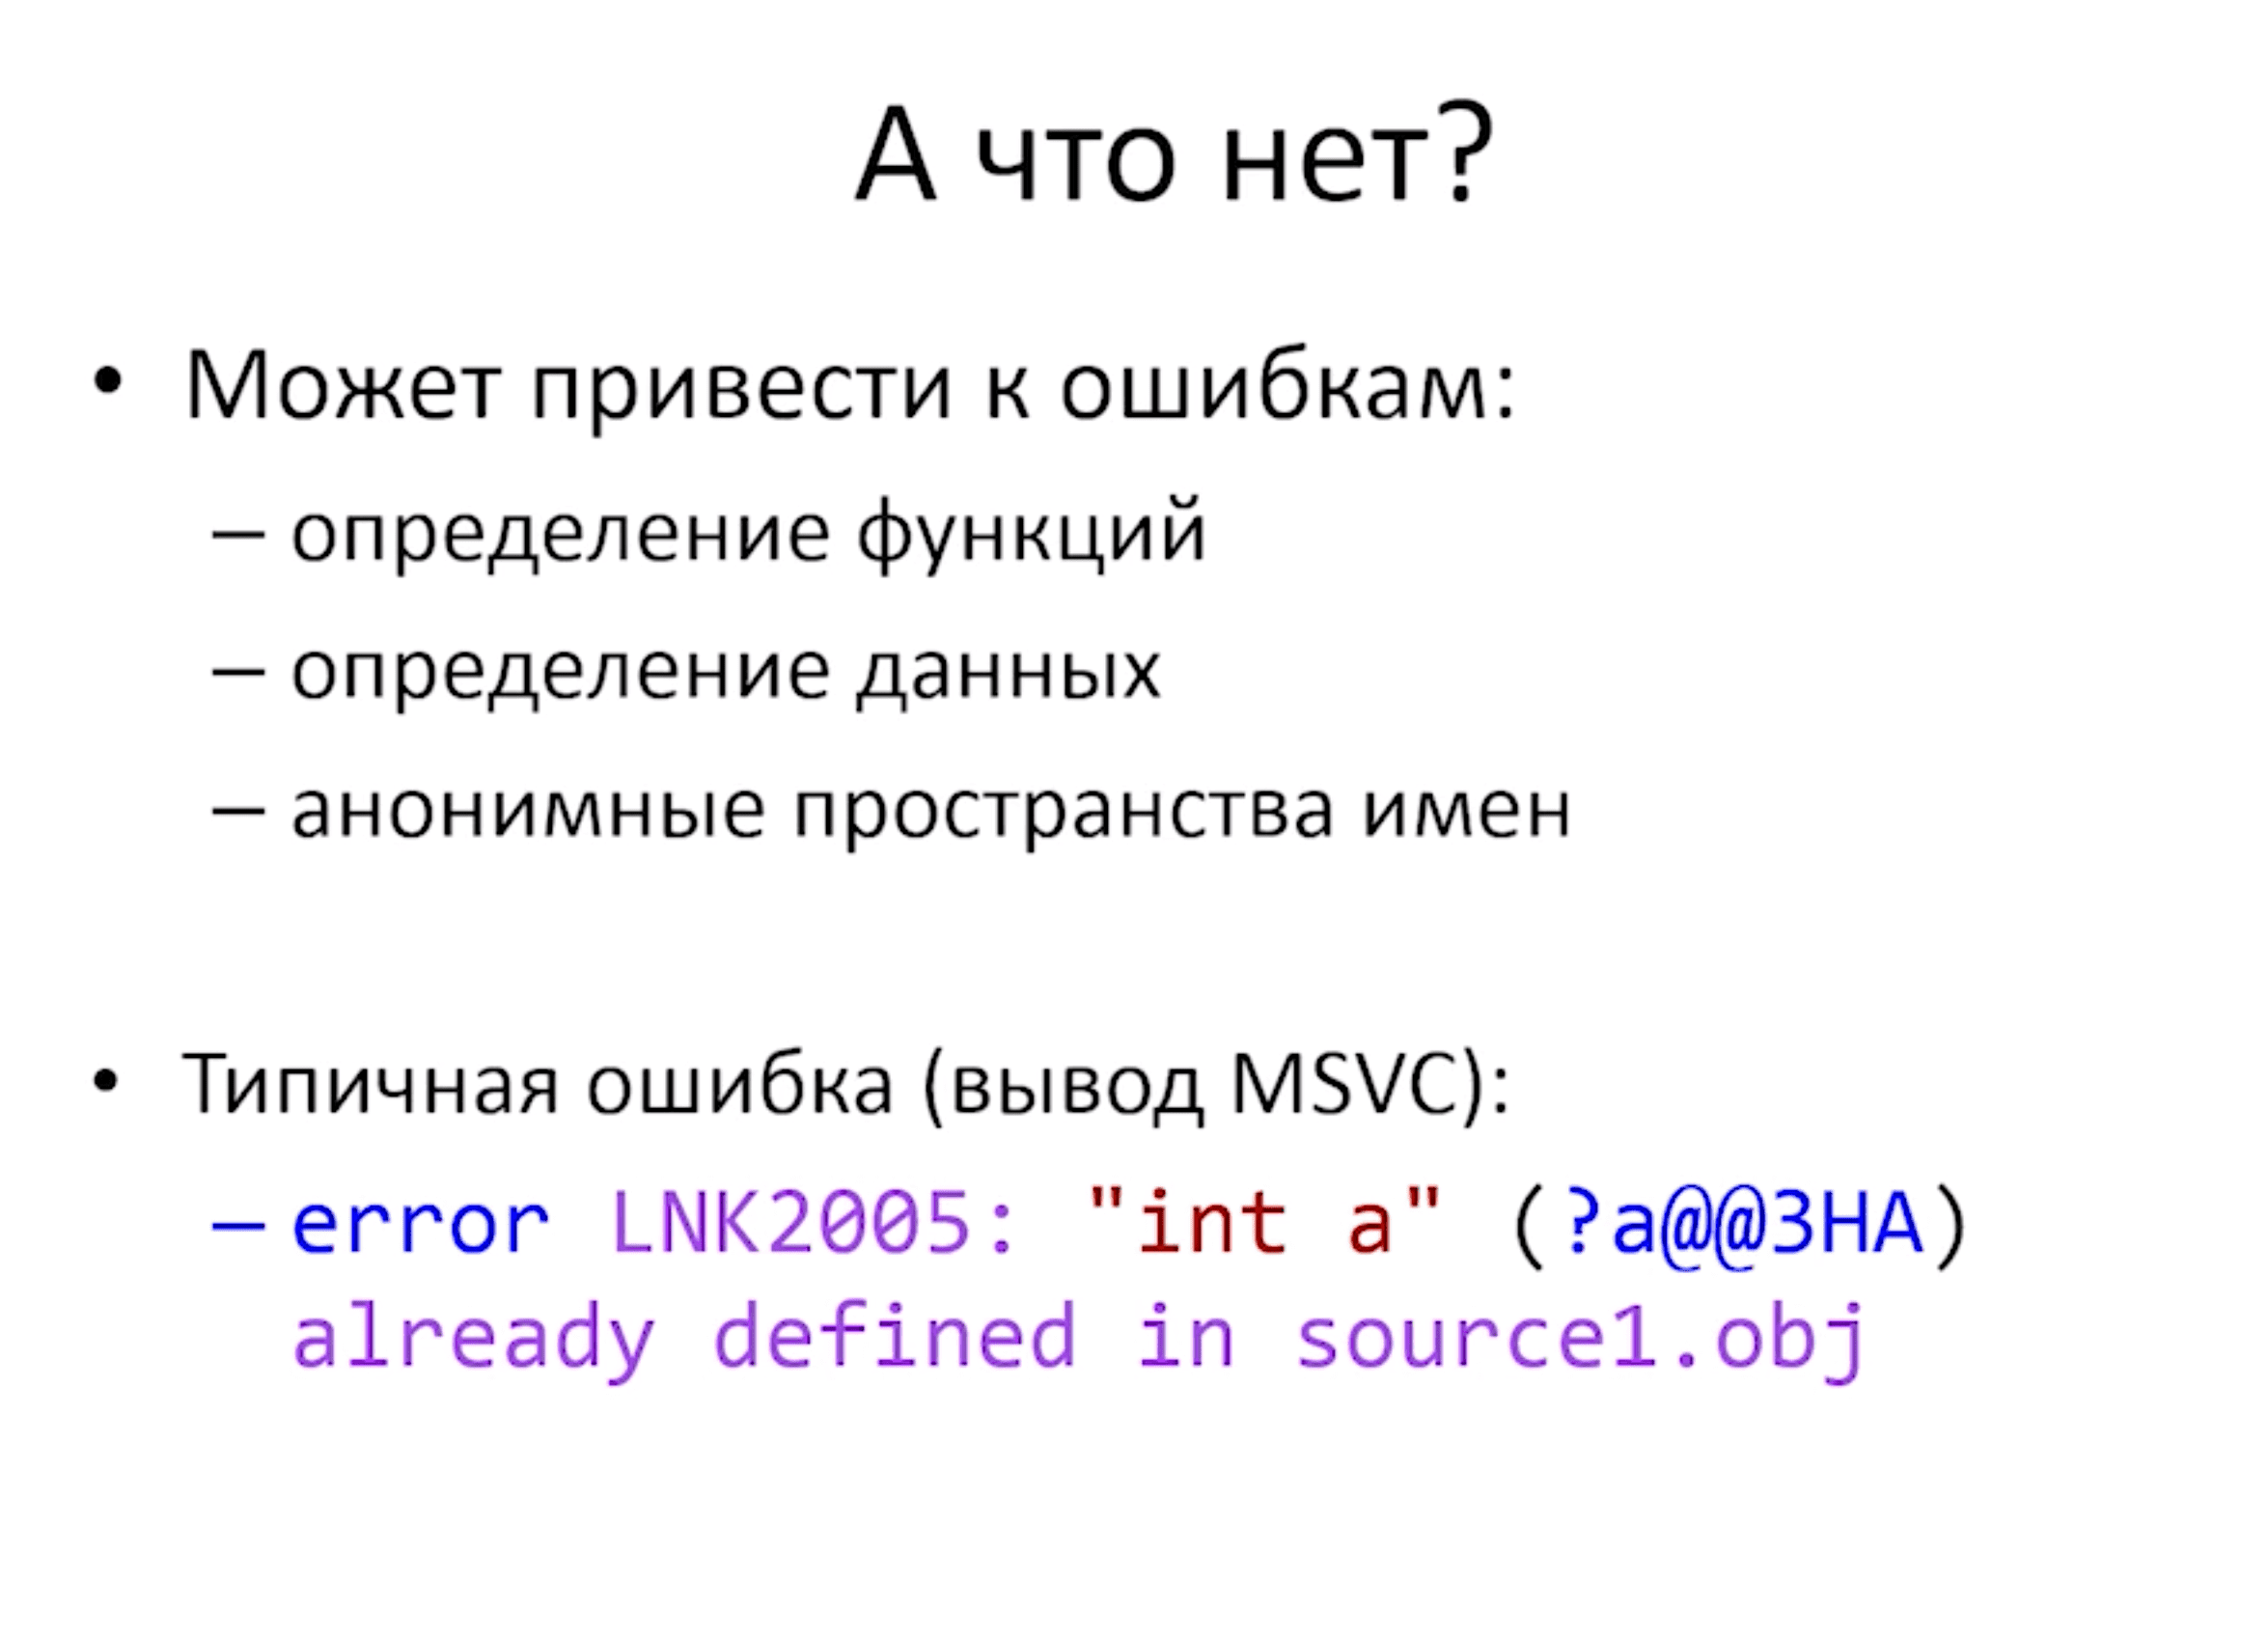 А что нет?
• Может привести к ошибкам:
– определение функций
– определение данных
– анонимные пространства имен
• Типичная ошибка (вывод MSVC):
– error LNK2005: "int a" (?a@@3HA)
already defined in source1.obj